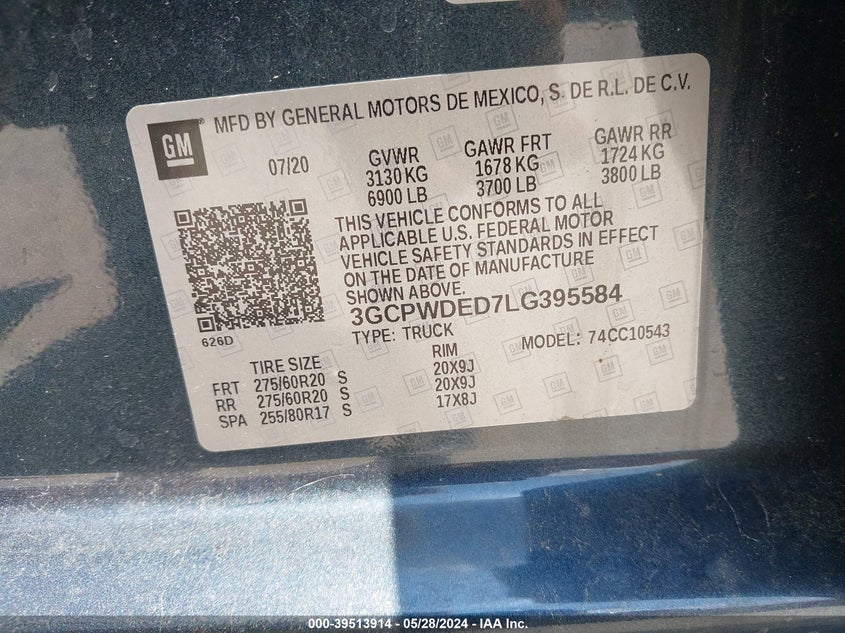 MFD BY GENERAL MOTORS DE MEXICO, S. DE R.L. DE C.V.
GM
07/20
GVWR
3130 KG
6900 LB
GAWR FRT
1678 KG
3700 LB
GAWR RR
1724 KG
3800 LB
THIS VEHICLE CONFORMS TO ALL
APPLICABLE U.S. FEDERAL MOTOR
VEHICLE SAFETY STANDARDS IN EFFECT
ON THE DATE OF MANUFACTURE
SHOWN ABOVE.
3GCPWDED7LG395584
626D
TYPE: TRUCK
MODEL: 74CC10543
TIRE SIZE
RIM
FRT 275/60R20 S 20X9J
RR 275/60R20 S 20X9J
SPA 255/80R17 S 17X8J
000-39513914 - 05/28/2024 - IAA Inc.